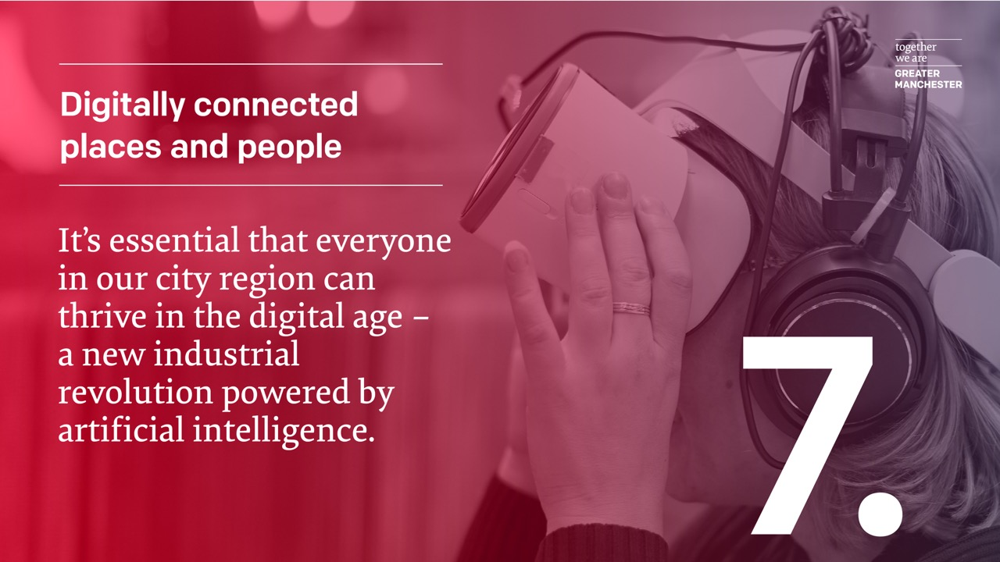 Digitally connected
places and people
It’s essential that everyone
in our city region can
thrive in the digital age –
a new industrial
revolution powered by
artificial intelligence.
together
we are
GREATER
MANCHESTER
7.